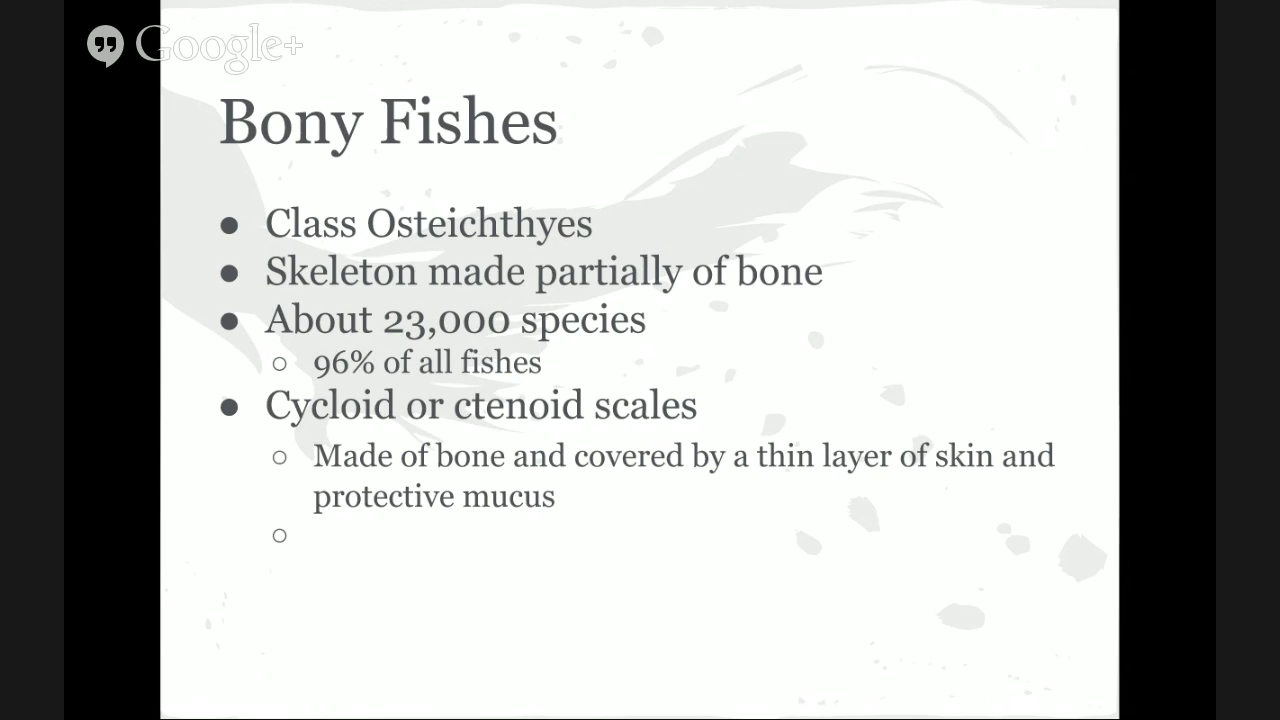 Google+
Bony Fishes
● Class Osteichthyes
● Skeleton made partially of bone
● About 23,000 species
○ 96% of all fishes
● Cycloid or ctenoid scales
○ Made of bone and covered by a thin layer of skin and
protective mucus
○